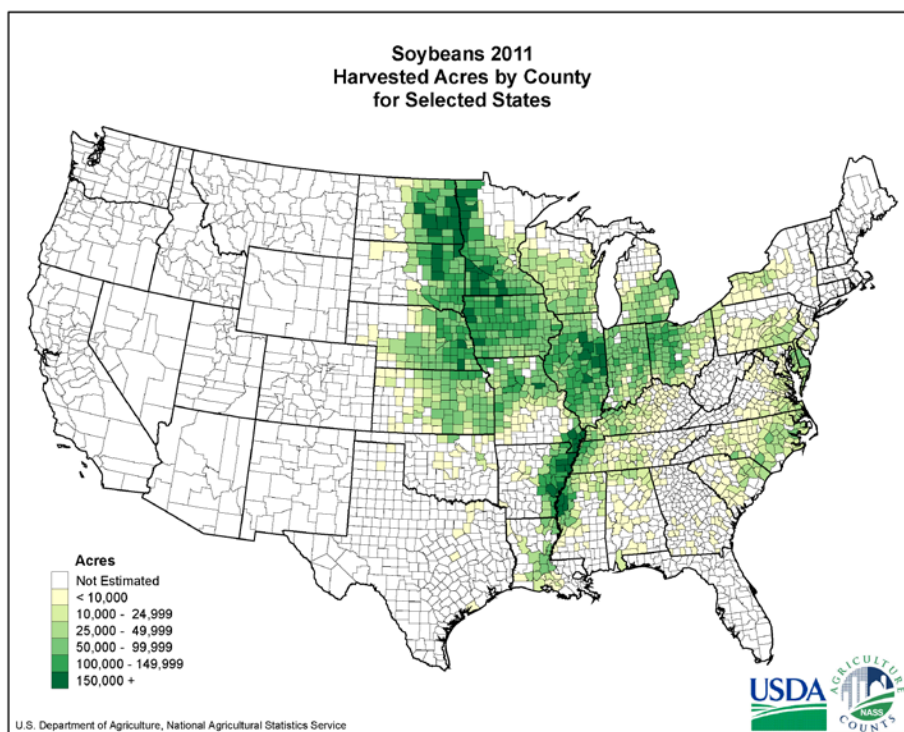 Soybeans 2011
Harvested Acres by County
for Selected States
Acres
Not Estimated
< 10,000
10,000 - 24,999
25,000 - 49,999
50,000 - 99,999
100,000 - 149,999
150,000 +
U.S. Department of Agriculture, National Agricultural Statistics Service
USDA
AGRICULTURE
NASS
COUNTS